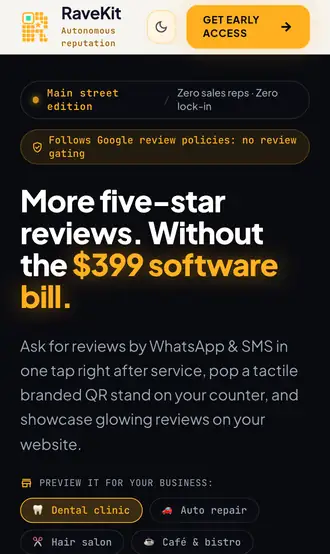 RaveKit
Autonomous
reputation
GET EARLY
ACCESS →
Main street
edition
/
Zero sales reps · Zero
lock-in
Follows Google review policies: no review
gating
More five-star
reviews. Without
the $399 software
bill.
Ask for reviews by WhatsApp & SMS in
one tap right after service, pop a tactile
branded QR stand on your counter, and
showcase glowing reviews on your
website.
PREVIEW IT FOR YOUR BUSINESS:
🦷 Dental clinic
🚗 Auto repair
✂️ Hair salon
☕ Café & bistro